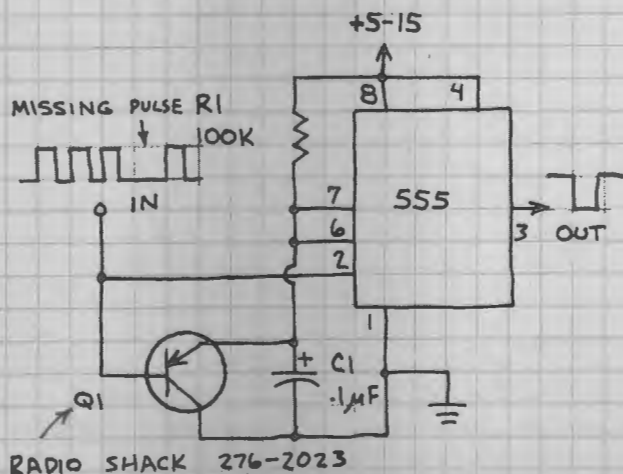 +5-15
MISSING PULSE R1
100K
8
4
IN
7
555
6
3
OUT
2
1
+ C1
.1µF
Q1
RADIO SHACK 276-2023